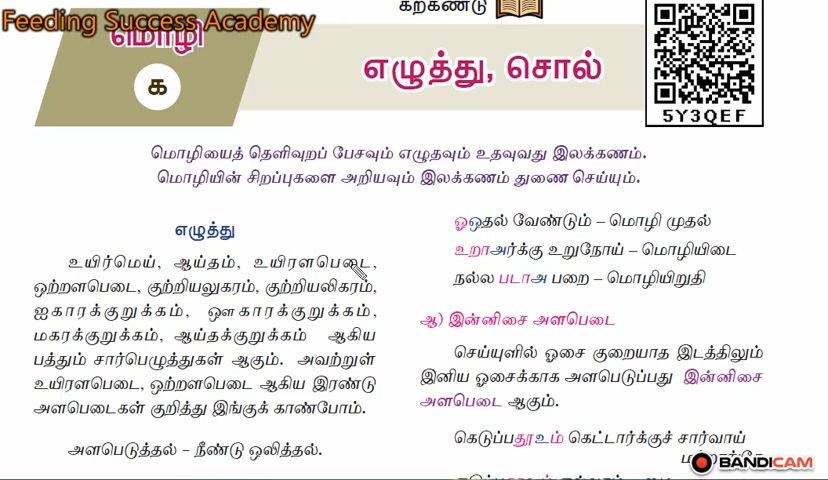 Feeding Success Academy
கற்கண்டு
மொழி
க
எழுத்து, சொல்
5Y3QEF
மொழியைத் தெளிவுறப் பேசவும் எழுதவும் உதவுவது இலக்கணம்.
மொழியின் சிறப்புகளை அறியவும் இலக்கணம் துணை செய்யும்.
எழுத்து
உயிர்மெய், ஆய்தம், உயிரளபெடை,
ஒற்றளபெடை, குற்றியலுகரம், குற்றியலிகரம்,
ஐகாரக்குறுக்கம், ஔகாரக்குறுக்கம்,
மகரக்குறுக்கம், ஆய்தக்குறுக்கம் ஆகிய
பத்தும் சார்பெழுத்துகள் ஆகும். அவற்றுள்
உயிரளபெடை, ஒற்றளபெடை ஆகிய இரண்டு
அளபெடைகள் குறித்து இங்குக் காண்போம்.
அளபெடுத்தல் - நீண்டு ஒலித்தல்.
ஓஒதல் வேண்டும் – மொழி முதல்
உறாஅர்க்கு உறுநோய் – மொழியிடை
நல்ல படாஅ பறை – மொழியிறுதி
ஆ) இன்னிசை அளபெடை
செய்யுளில் ஓசை குறையாத இடத்திலும்
இனிய ஓசைக்காக அளபெடுப்பது இன்னிசை
அளபெடை ஆகும்.
கெடுப்பதூஉம் கெட்டார்க்குச் சார்வாய்
BANDICAM